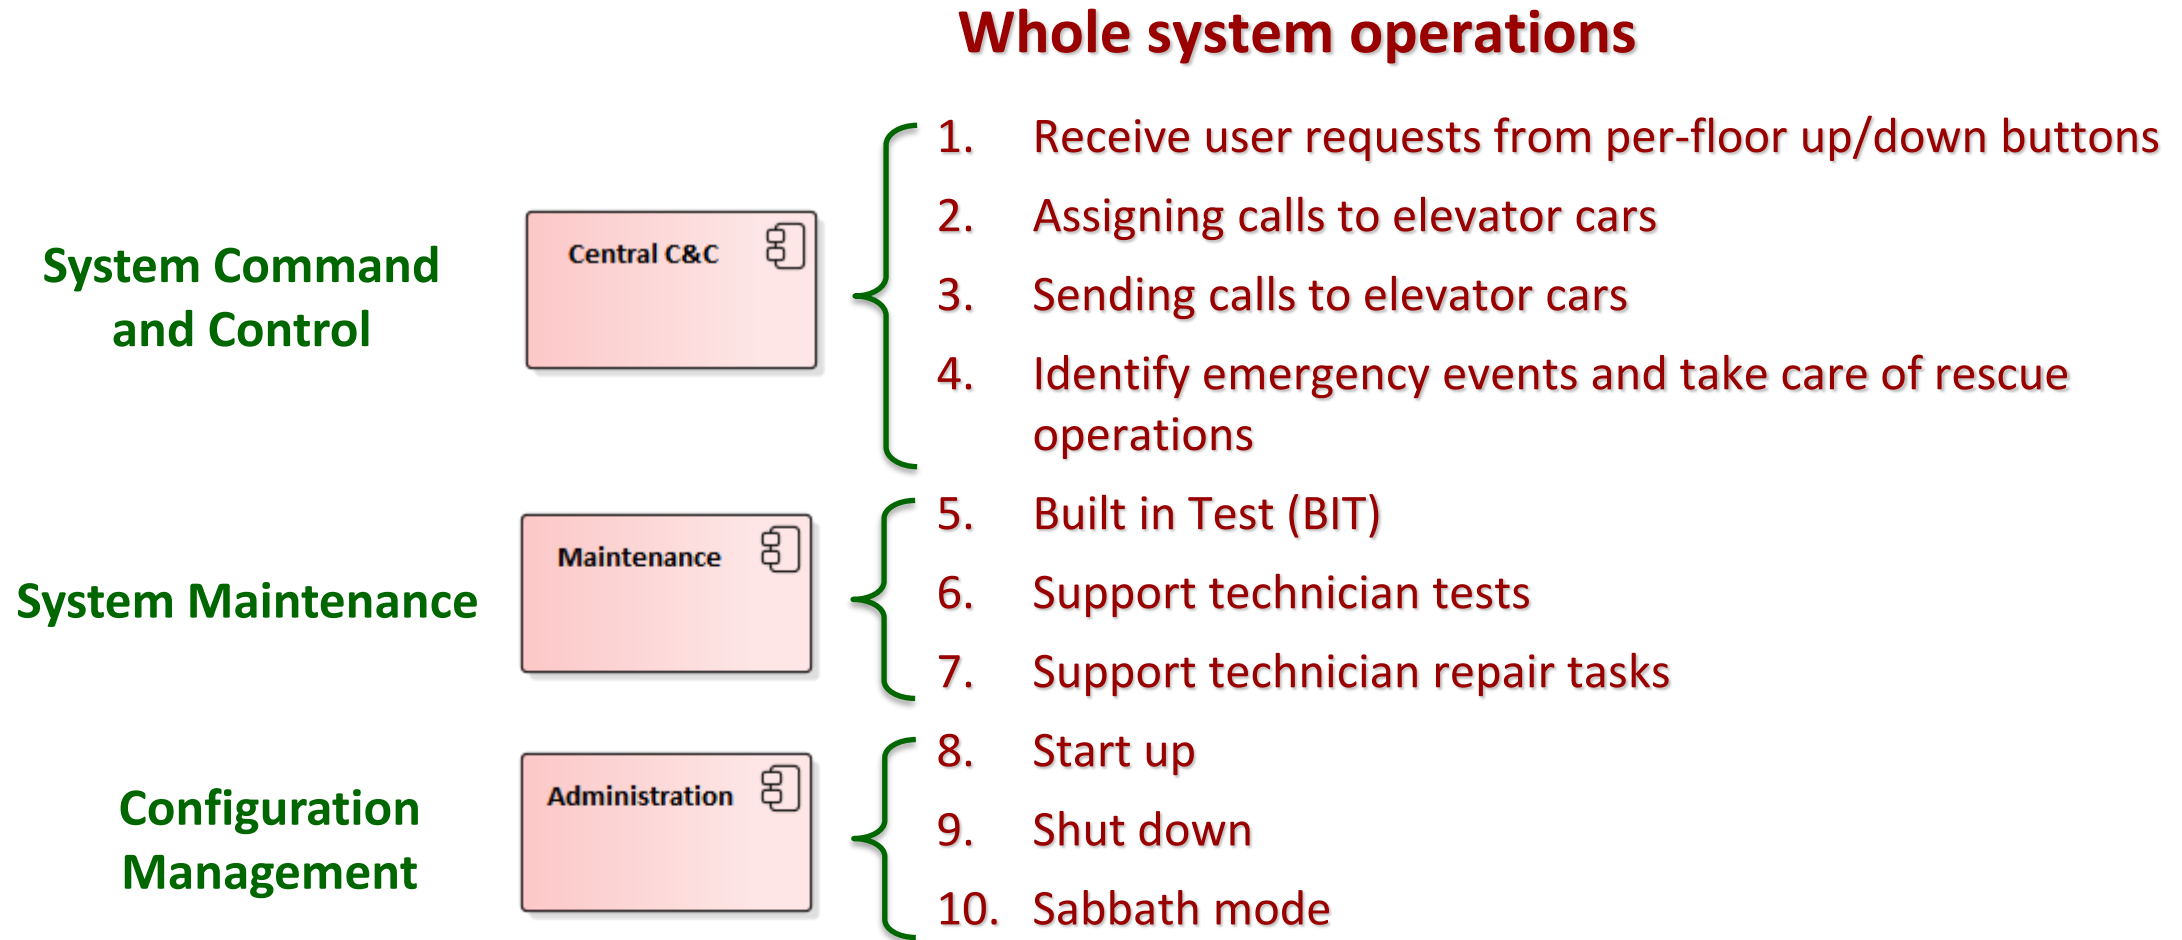 Whole system operations
System Command
and Control
Central C&C
1. Receive user requests from per-floor up/down buttons
2. Assigning calls to elevator cars
3. Sending calls to elevator cars
4. Identify emergency events and take care of rescue
operations
System Maintenance
Maintenance
5. Built in Test (BIT)
6. Support technician tests
7. Support technician repair tasks
Configuration
Management
Administration
8. Start up
9. Shut down
10. Sabbath mode